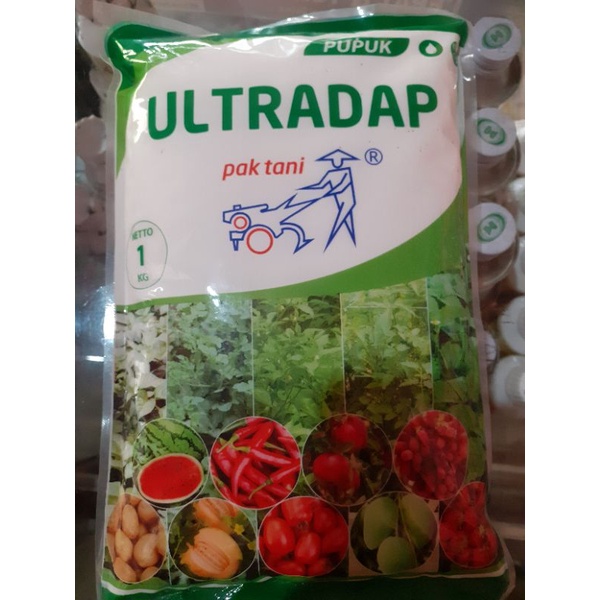 PUPUK
ULTRADAP
pak tani ®
NETTO
1
KG